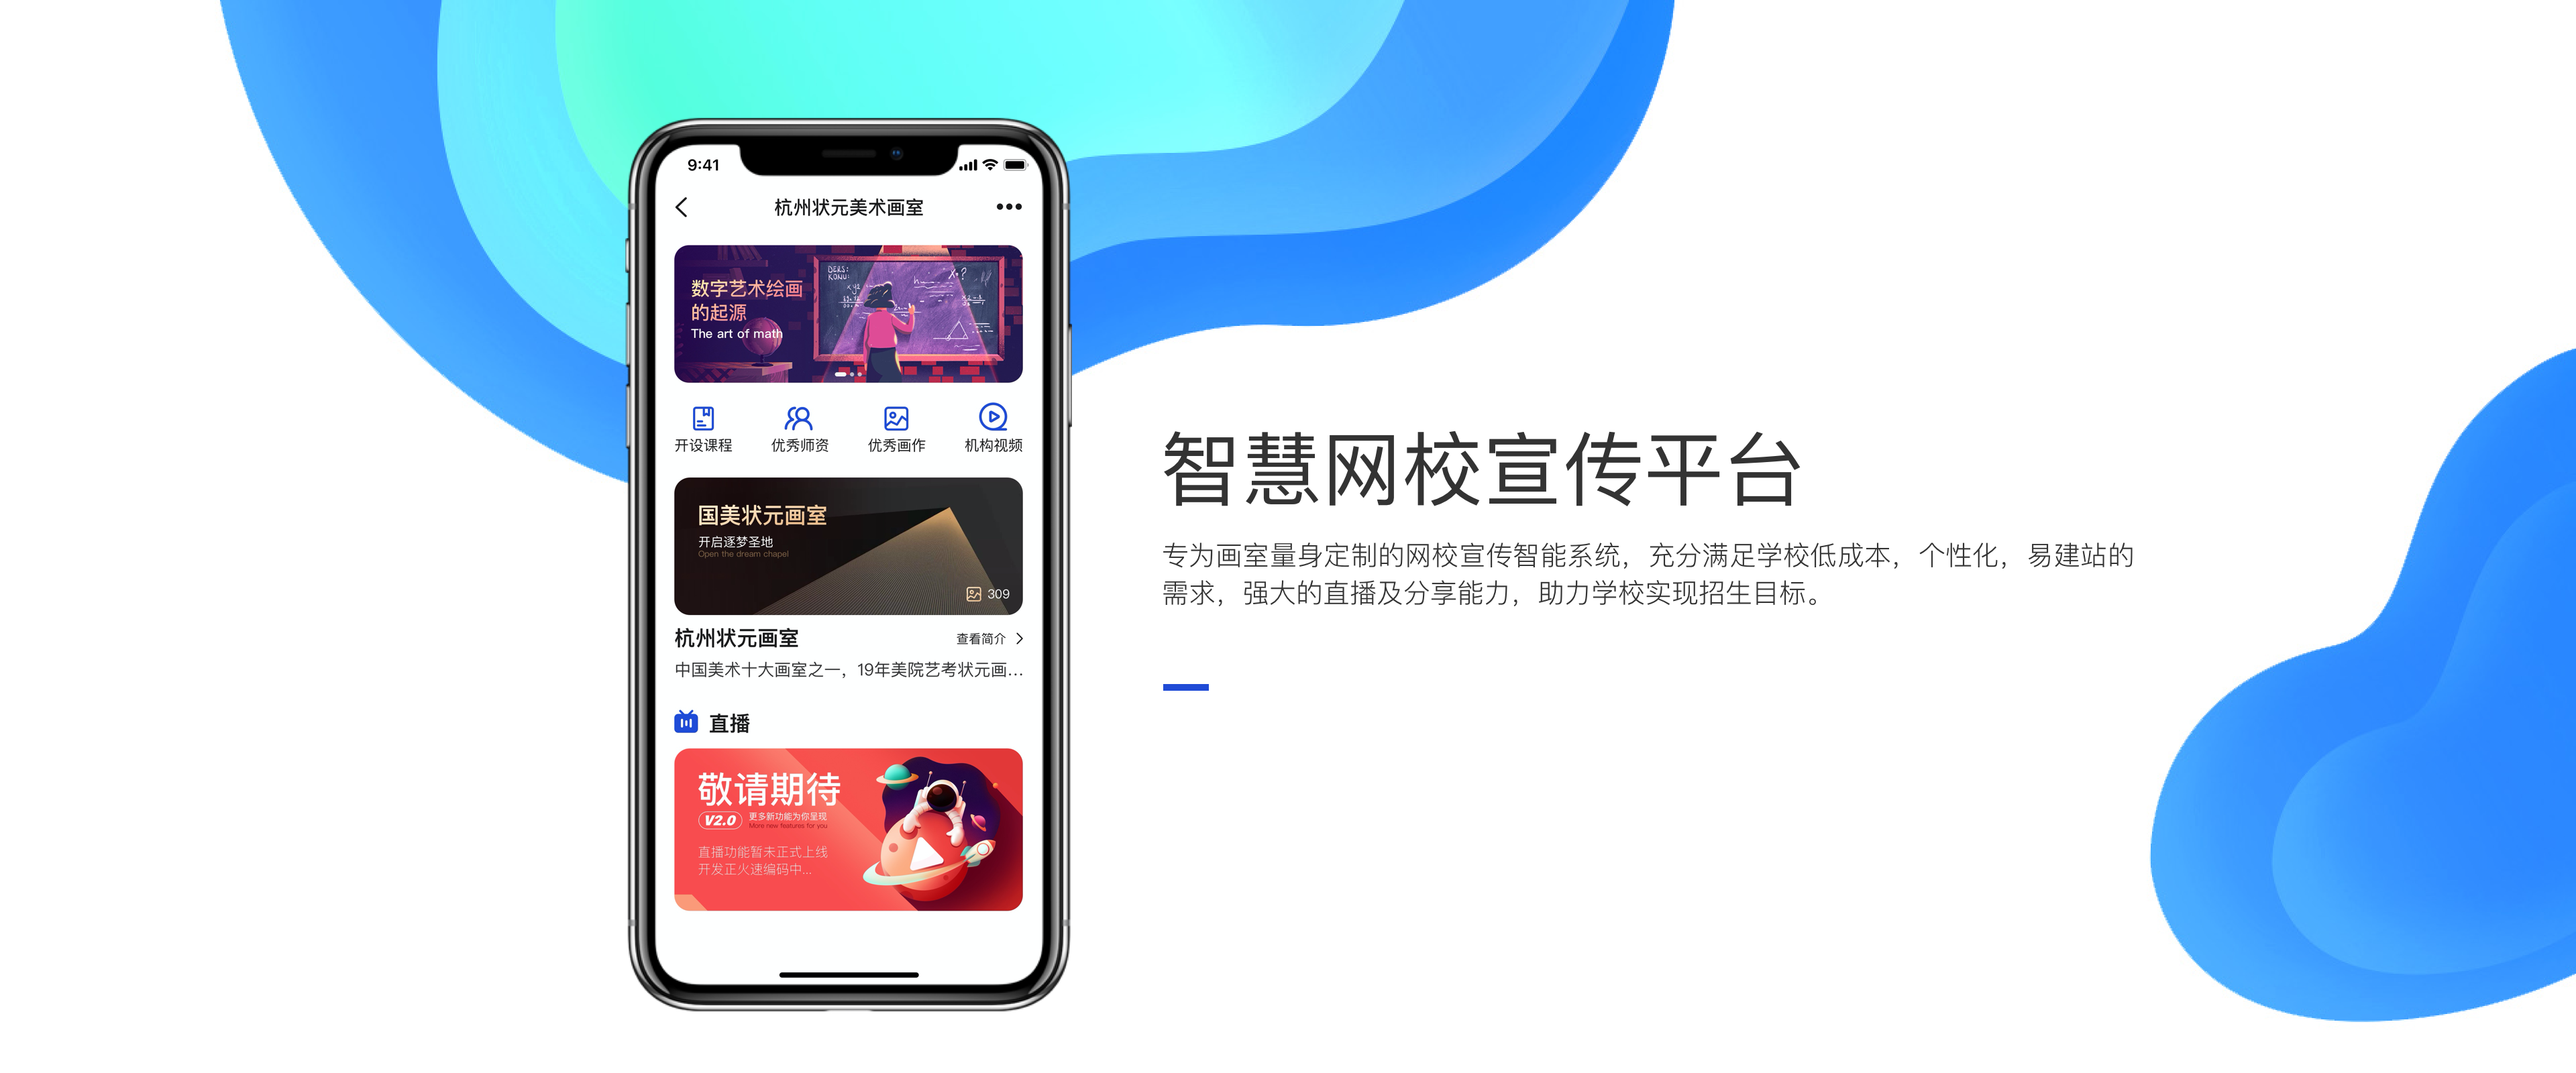 9:41
杭州状元美术画室
数字艺术绘画
的起源
The art of math
DERS:
KONU:
开设课程
优秀师资
优秀画作
机构视频
国美状元画室
开启逐梦圣地
Open the dream chapel
309
杭州状元画室
查看简介
中国美术十大画室之一，19年美院艺考状元画...
直播
敬请期待
V2.0
更多新功能为你呈现
More new features for you
直播功能暂未正式上线
开发正火速编码中...
智慧网校宣传平台
专为画室量身定制的网校宣传智能系统，充分满足学校低成本，个性化，易建站的
需求，强大的直播及分享能力，助力学校实现招生目标。